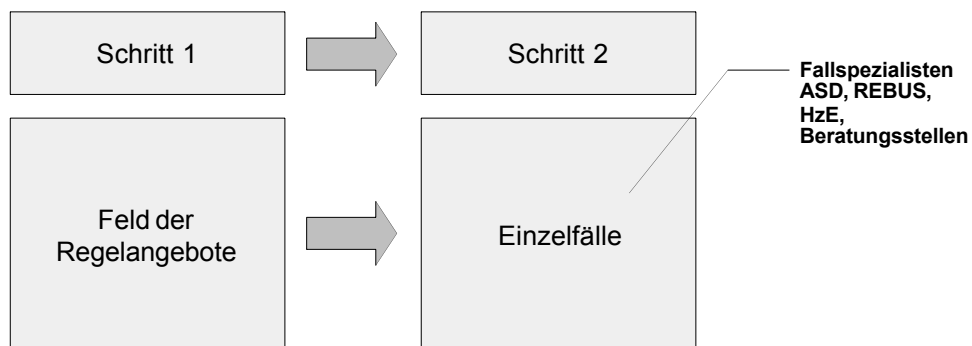 Schritt 1
Schritt 2
Fallspezialisten
ASD, REBUS,
HzE,
Beratungsstellen
Feld der
Regelangebote
Einzelfälle